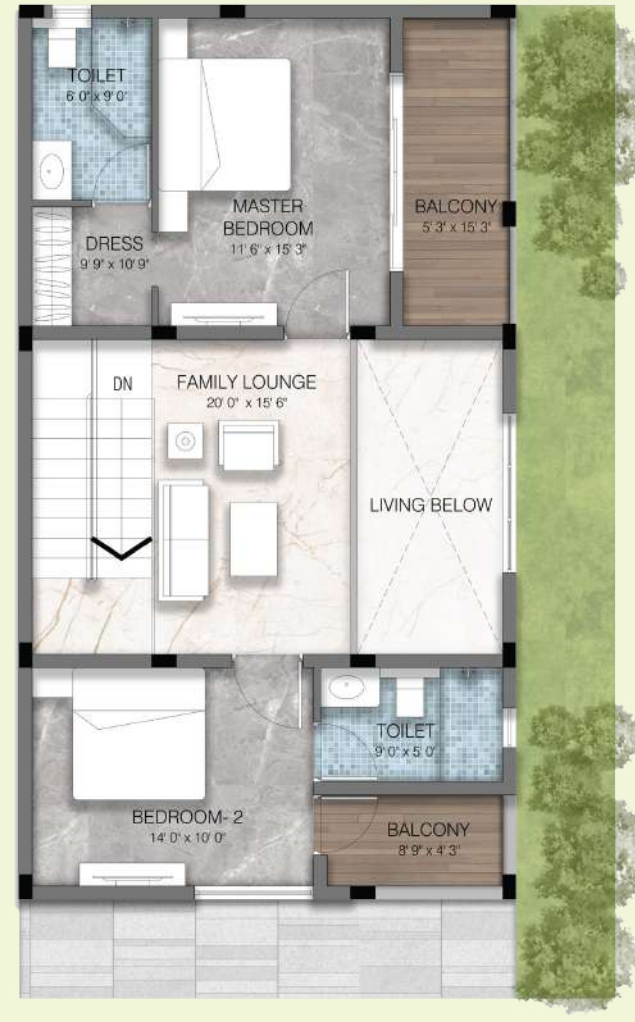 TOILET
6' 0" x 9' 0"
MASTER
BEDROOM
11' 6" x 15' 3"
BALCONY
5' 3" x 15' 3"
DRESS
9' 9" x 10' 9"
DN
FAMILY LOUNGE
20' 0" x 15' 6"
LIVING BELOW
TOILET
9' 0" x 5' 0"
BEDROOM- 2
14' 0" x 10' 0"
BALCONY
8' 9" x 4' 3"